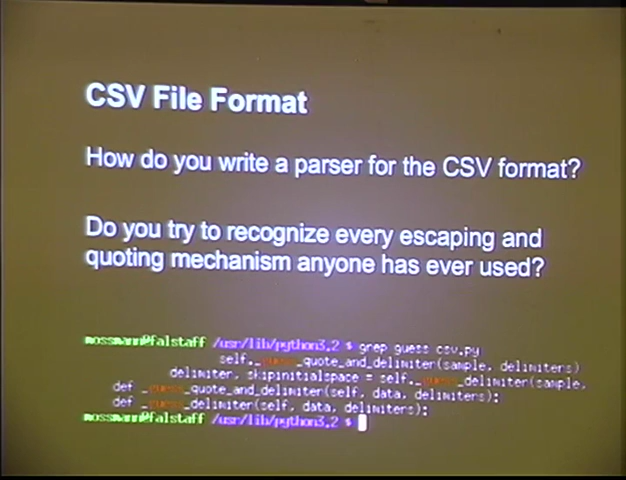 CSV File Format
How do you write a parser for the CSV format?
Do you try to recognize every escaping and
quoting mechanism anyone has ever used?
mossmann@falstaff /usr/lib/python3.2 $ grep guess csv.py
self._guess_quote_and_delimiter(sample, delimiters)
delimiter, skipinitialspace = self._guess_delimiter(sample,
def _guess_quote_and_delimiter(self, data, delimiters):
def _guess_delimiter(self, data, delimiters):
mossmann@falstaff /usr/lib/python3.2 $